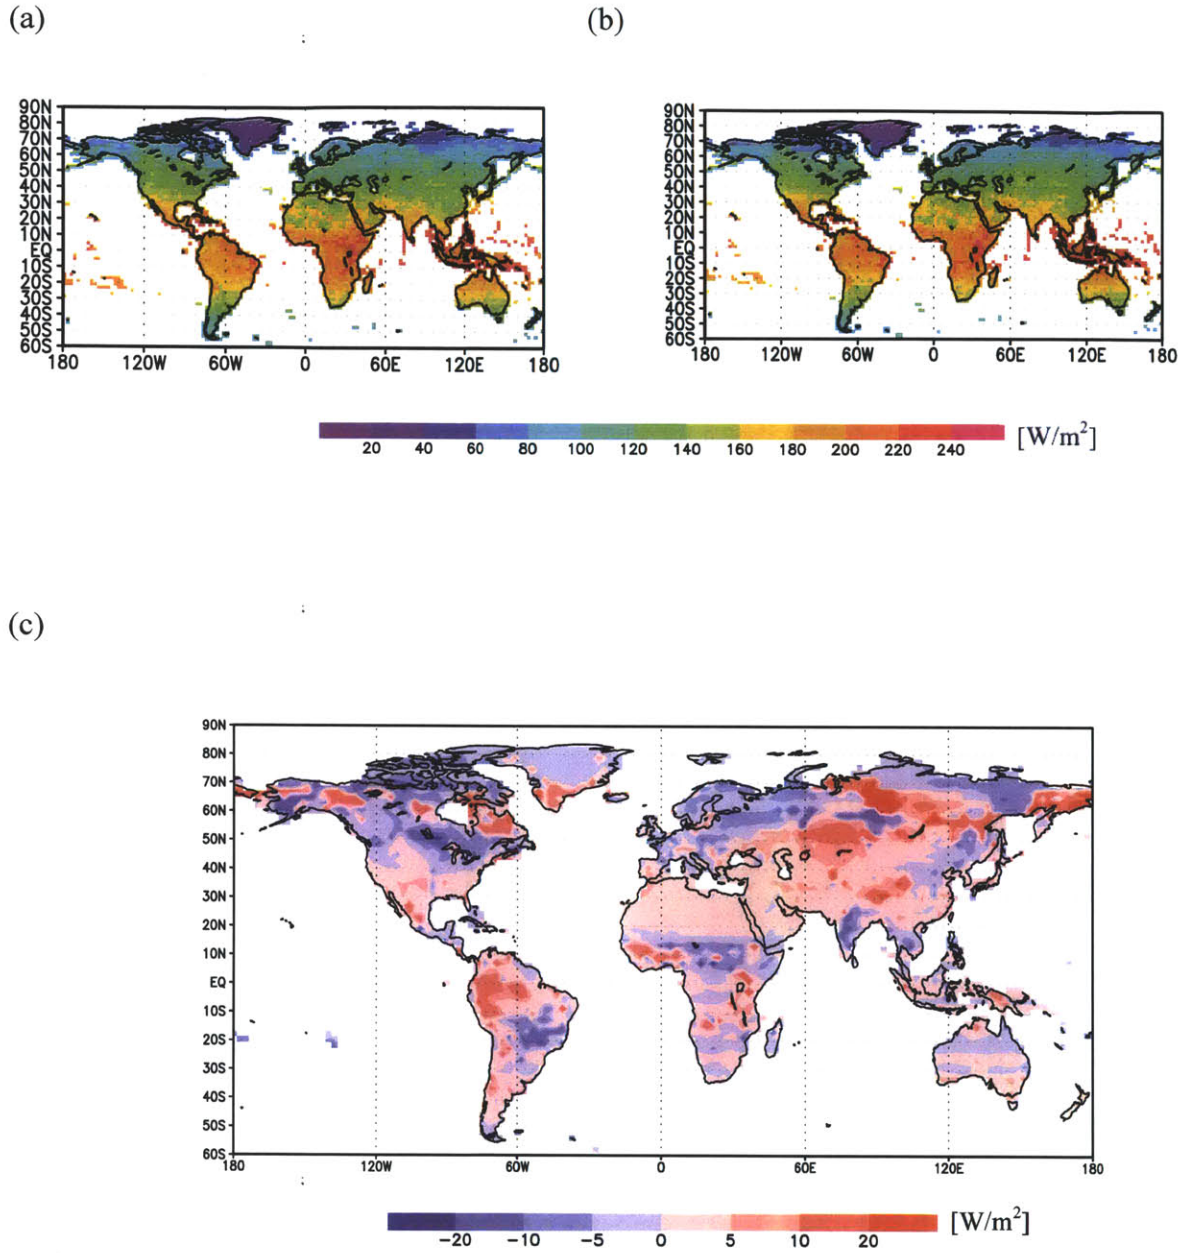 (a) (b)
90N 80N 70N 60N 50N 40N 30N 20N 10N EQ 10S 20S 30S 40S 50S 60S
180 120W 60W 0 60E 120E 180
90N 80N 70N 60N 50N 40N 30N 20N 10N EQ 10S 20S 30S 40S 50S 60S
180 120W 60W 0 60E 120E 180
20 40 60 80 100 120 140 160 180 200 220 240 [W/m²]
(c)
90N
80N
70N
60N
50N
40N
30N
20N
10N
EQ
10S
20S
30S
40S
50S
60S
180 120W 60W 0 60E 120E 180
−20 −10 −5 0 5 10 20 [W/m²]